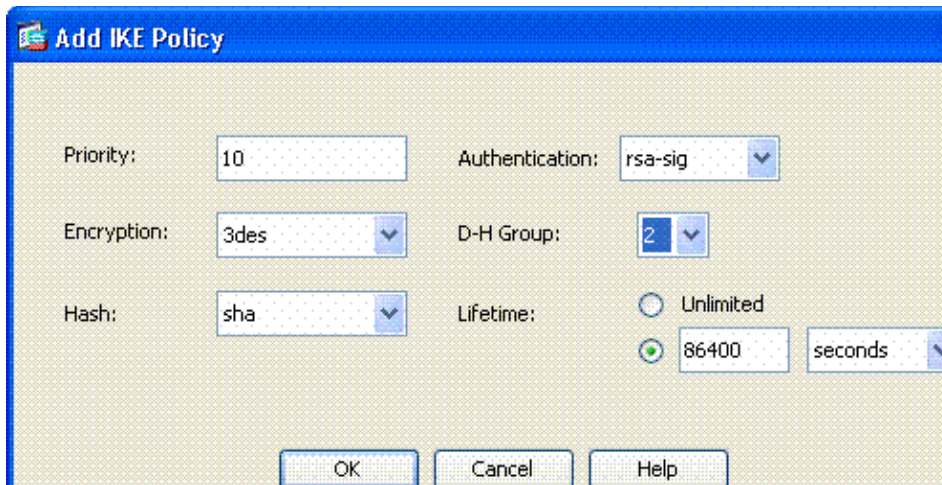 Add IKE Policy
Priority: 10 Authentication: rsa-sig
Encryption: 3des D-H Group: 2
Hash: sha Lifetime: Unlimited
86400 seconds
OK Cancel Help